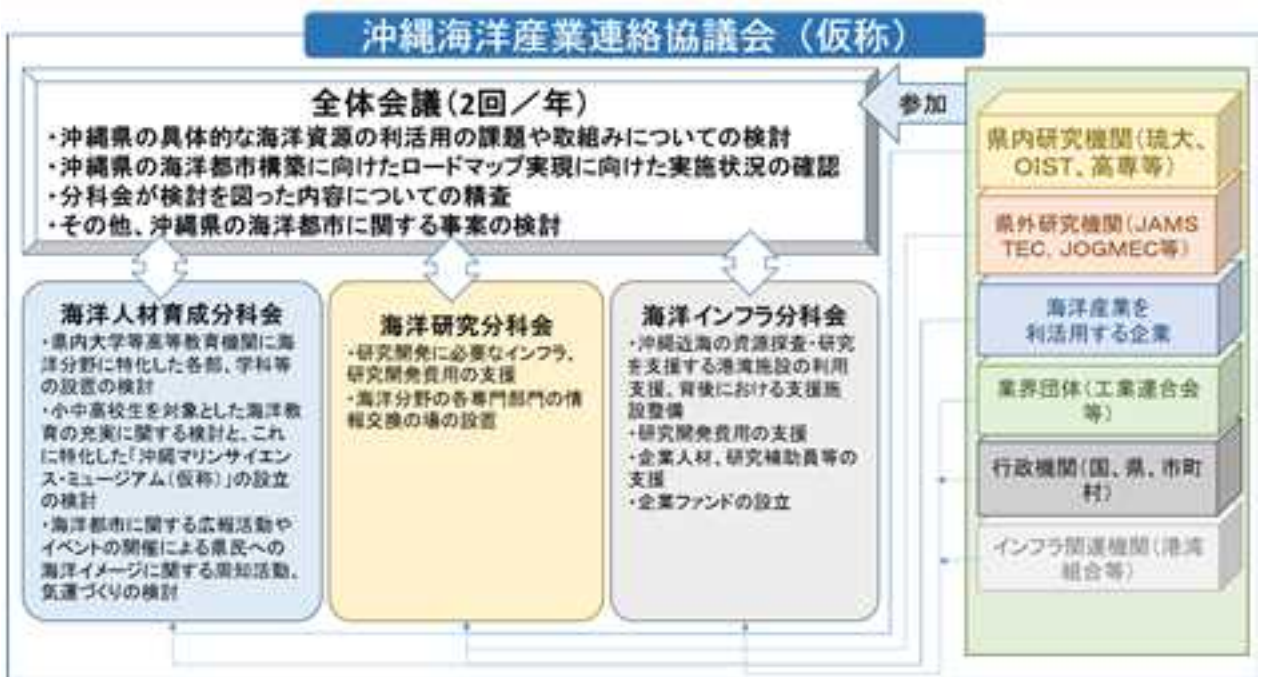 沖縄海洋産業連絡協議会（仮称）
全体会議(2回／年)
・沖縄県の具体的な海洋資源の利活用の課題や取組みについての検討
・沖縄県の海洋都市構築に向けたロードマップ実現に向けた実施状況の確認
・分科会が検討を図った内容についての精査
・その他、沖縄県の海洋都市に関する事案の検討
参加
海洋人材育成分科会
・県内大学等高等教育機関に海
洋分野に特化した各部、学科等
の設置の検討
・小中高校生を対象とした海洋教
育の充実に関する検討と、これ
に特化した「沖縄マリンサイエン
ス・ミュージアム(仮称)」の設立
の検討
・海洋都市に関する広報活動や
イベントの開催による県民への
海洋イメージに関する周知活動、
気運づくりの検討
海洋研究分科会
・研究開発に必要なインフラ、
研究開発費用の支援
・海洋分野の各専門部門の情
報交換の場の設置
海洋インフラ分科会
・沖縄近海の資源探査・研究
を支援する港湾施設の利用
支援、背後における支援施
設整備
・研究開発費用の支援
・企業人材、研究補助員等の
支援
・企業ファンドの設立
県内研究機関(琉大、
OIST、高専等)
県外研究機関(JAMS
TEC、JOGMEC等)
海洋産業を
利活用する企業
業界団体(工業連合会
等)
行政機関(国、県、市町
村)
インフラ関連機関(港湾
組合等)